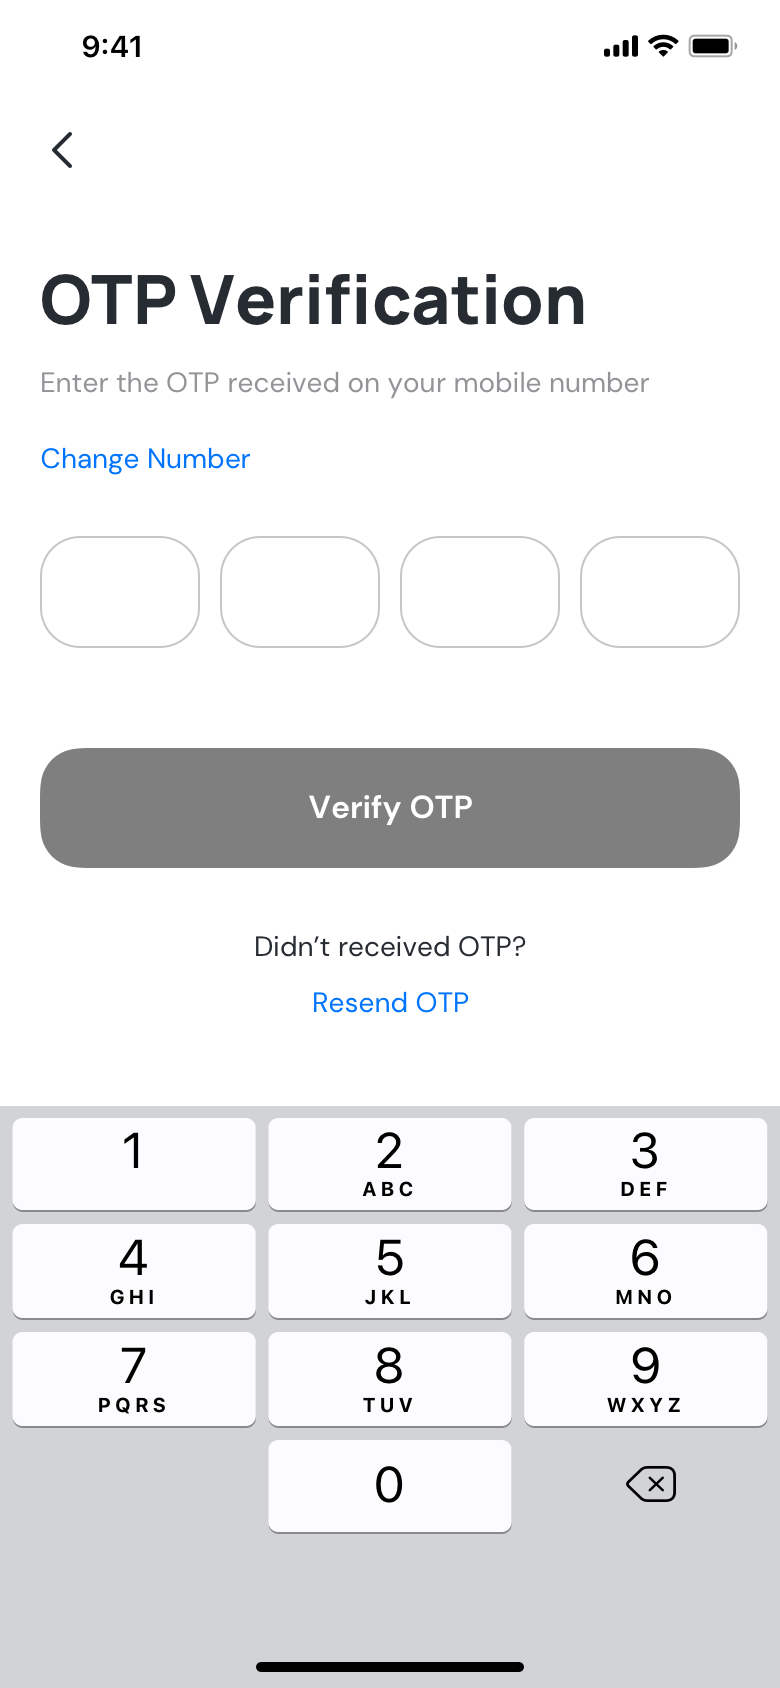 9:41
OTP Verification
Enter the OTP received on your mobile number
Change Number
Verify OTP
Didn’t received OTP?
Resend OTP
1 2 3
ABC DEF
4 5 6
GHI JKL MNO
7 8 9
PQRS TUV WXYZ
0